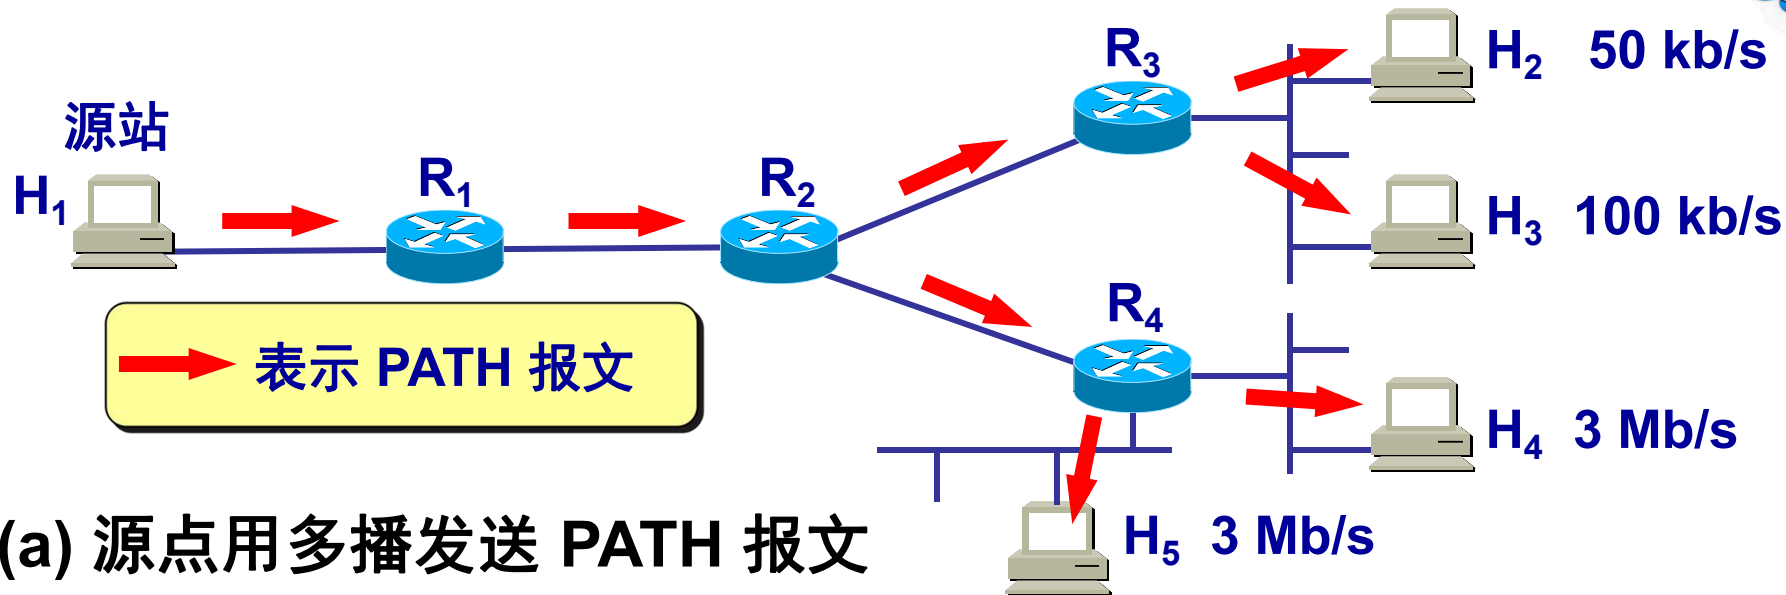 R3
H2 50 kb/s
源站
H1
R1
R2
H3 100 kb/s
R4
表示 PATH 报文
H4 3 Mb/s
(a) 源点用多播发送 PATH 报文
H5 3 Mb/s